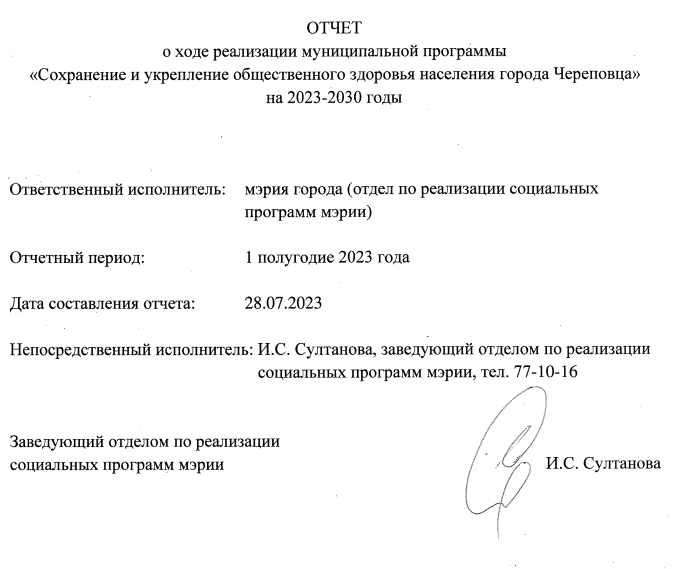 ОТЧЕТ
о ходе реализации муниципальной программы
«Сохранение и укрепление общественного здоровья населения города Череповца»
на 2023-2030 годы
Ответственный исполнитель: мэрия города (отдел по реализации социальных
программ мэрии)
Отчетный период: 1 полугодие 2023 года
Дата составления отчета: 28.07.2023
Непосредственный исполнитель: И.С. Султанова, заведующий отделом по реализации
социальных программ мэрии, тел. 77-10-16
Заведующий отделом по реализации
социальных программ мэрии И.С. Султанова